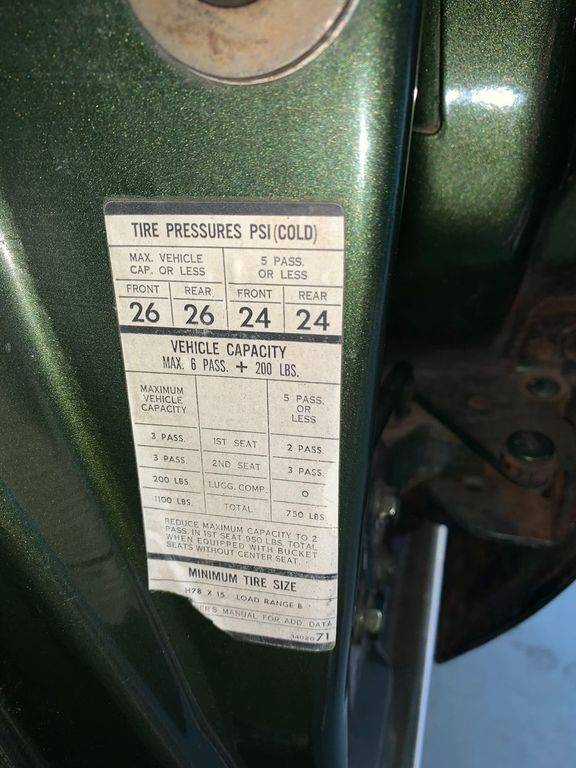 TIRE PRESSURES PSI (COLD)
MAX. VEHICLE CAP. OR LESS
5 PASS. OR LESS
FRONT REAR FRONT REAR
26 26 24 24
VEHICLE CAPACITY
MAX. 6 PASS. + 200 LBS.
MAXIMUM VEHICLE CAPACITY
5 PASS. OR LESS
3 PASS. 1ST SEAT 2 PASS.
3 PASS. 2ND SEAT 3 PASS.
200 LBS LUGG. COMP. 0
1100 LBS. TOTAL 750 LBS
REDUCE MAXIMUM CAPACITY TO 2
PASS. IN 1ST SEAT. 950 LBS. TOTAL
WHEN EQUIPPED WITH BUCKET
SEATS WITHOUT CENTER SEAT.
MINIMUM TIRE SIZE
H78 X 15 LOAD RANGE B
MANUAL FOR ADD. DATA
71